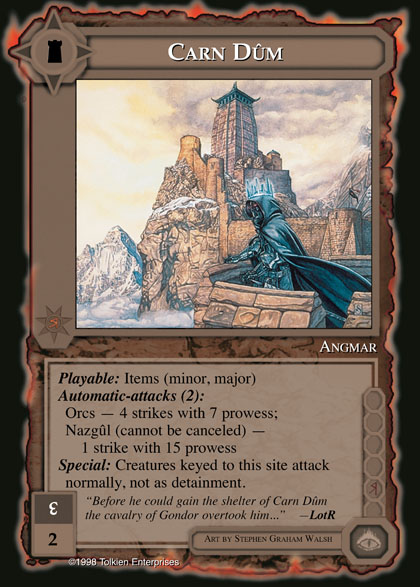 CARN DÛM
ANGMAR
Playable: Items (minor, major)
Automatic-attacks (2):
Orcs — 4 strikes with 7 prowess;
Nazgûl (cannot be canceled) —
1 strike with 15 prowess
Special: Creatures keyed to this site attack
normally, not as detainment.
“Before he could gain the shelter of Carn Dûm
the cavalry of Gondor overtook him...” —LotR
ε
2
ART BY STEPHEN GRAHAM WALSH
©1998 Tolkien Enterprises